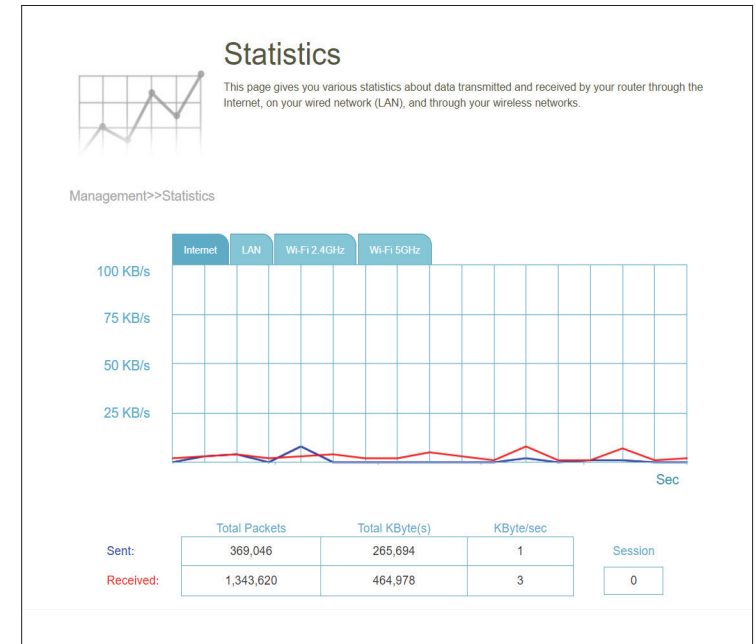 Statistics
This page gives you various statistics about data transmitted and received by your router through the
Internet, on your wired network (LAN), and through your wireless networks.
Management>>Statistics
Internet LAN Wi-Fi 2.4GHz Wi-Fi 5GHz
100 KB/s
75 KB/s
50 KB/s
25 KB/s
Sec
Total Packets Total KByte(s) KByte/sec
Sent: 369,046 265,694 1 Session
Received: 1,343,620 464,978 3 0